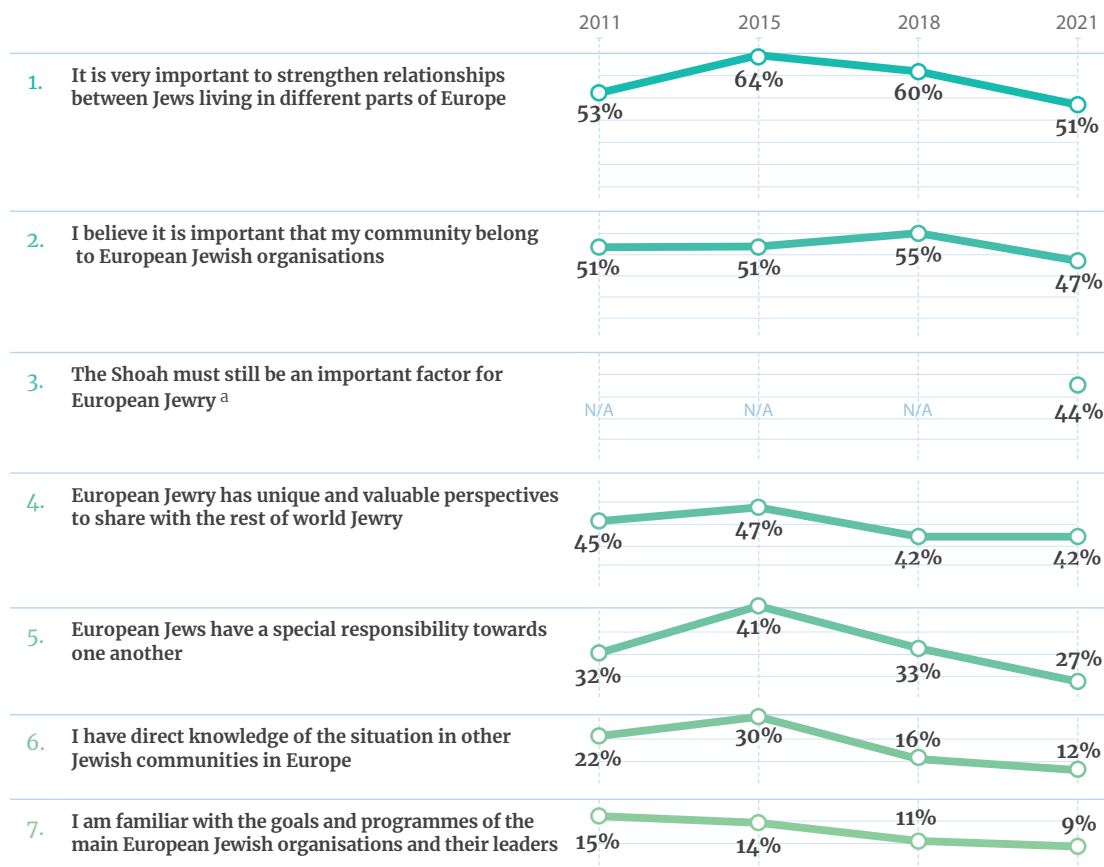 2011 2015 2018 2021
1. It is very important to strengthen relationships
between Jews living in different parts of Europe
53% 64% 60% 51%
2. I believe it is important that my community belong
to European Jewish organisations
51% 51% 55% 47%
3. The Shoah must still be an important factor for
European Jewry a
N/A N/A N/A 44%
4. European Jewry has unique and valuable perspectives
to share with the rest of world Jewry
45% 47% 42% 42%
5. European Jews have a special responsibility towards
one another
32% 41% 33% 27%
6. I have direct knowledge of the situation in other
Jewish communities in Europe
22% 30% 16% 12%
7. I am familiar with the goals and programmes of the
main European Jewish organisations and their leaders
15% 14% 11% 9%